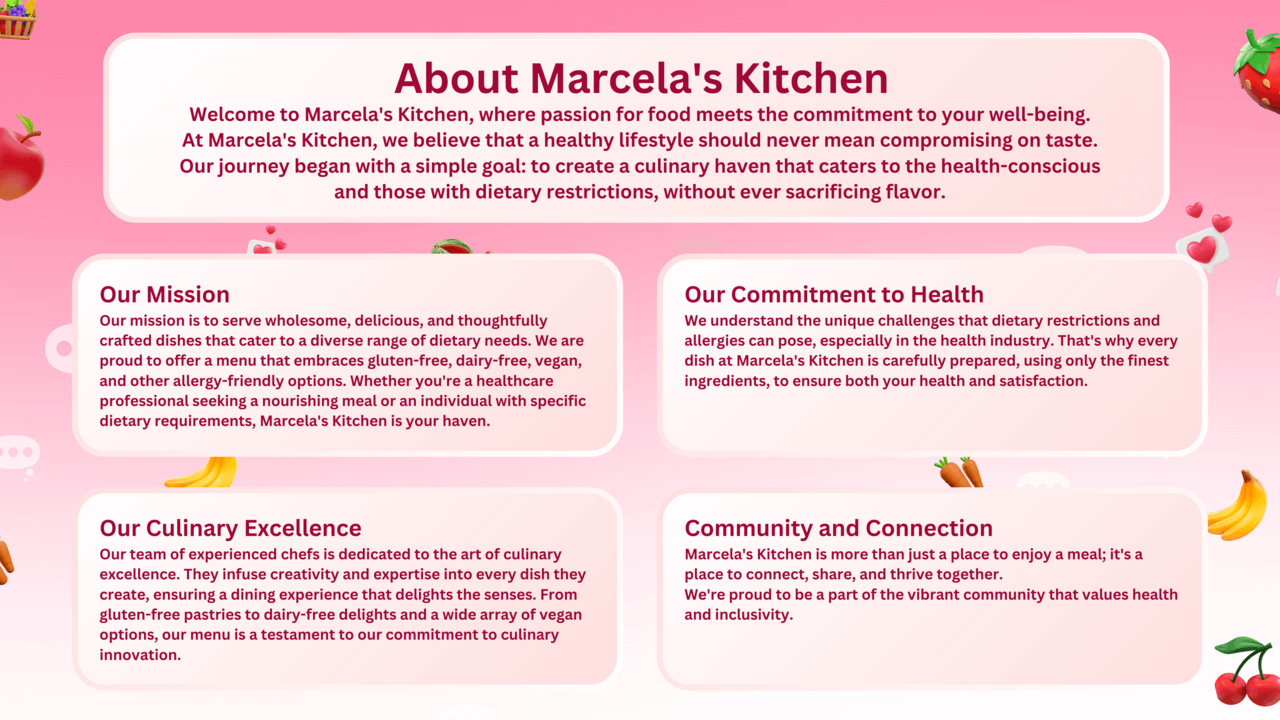 About Marcela's Kitchen
Welcome to Marcela's Kitchen, where passion for food meets the commitment to your well-being.
At Marcela's Kitchen, we believe that a healthy lifestyle should never mean compromising on taste.
Our journey began with a simple goal: to create a culinary haven that caters to the health-conscious
and those with dietary restrictions, without ever sacrificing flavor.
Our Mission
Our mission is to serve wholesome, delicious, and thoughtfully
crafted dishes that cater to a diverse range of dietary needs. We are
proud to offer a menu that embraces gluten-free, dairy-free, vegan,
and other allergy-friendly options. Whether you're a healthcare
professional seeking a nourishing meal or an individual with specific
dietary requirements, Marcela's Kitchen is your haven.
Our Commitment to Health
We understand the unique challenges that dietary restrictions and
allergies can pose, especially in the health industry. That's why every
dish at Marcela's Kitchen is carefully prepared, using only the finest
ingredients, to ensure both your health and satisfaction.
Our Culinary Excellence
Our team of experienced chefs is dedicated to the art of culinary
excellence. They infuse creativity and expertise into every dish they
create, ensuring a dining experience that delights the senses. From
gluten-free pastries to dairy-free delights and a wide array of vegan
options, our menu is a testament to our commitment to culinary
innovation.
Community and Connection
Marcela's Kitchen is more than just a place to enjoy a meal; it's a
place to connect, share, and thrive together.
We're proud to be a part of the vibrant community that values health
and inclusivity.